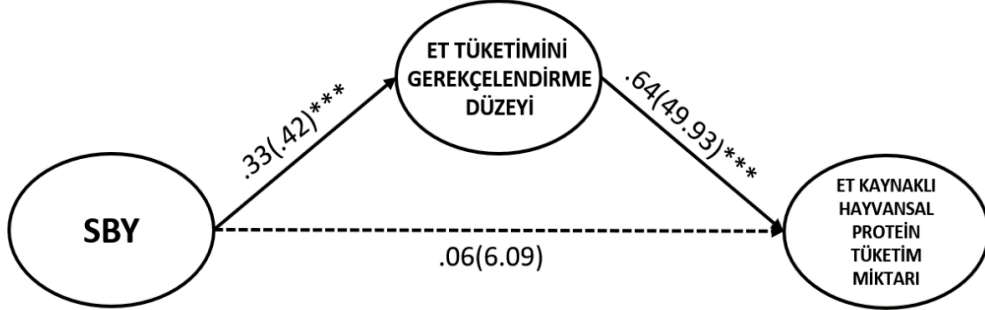 ET TÜKETİMİNİ
GEREKÇELENDİRME
DÜZEYİ
.33(.42)***
.64(49.93)***
SBY
.06(6.09)
ET KAYNAKLI
HAYVANSAL
PROTEİN
TÜKETİM
MİKTARI